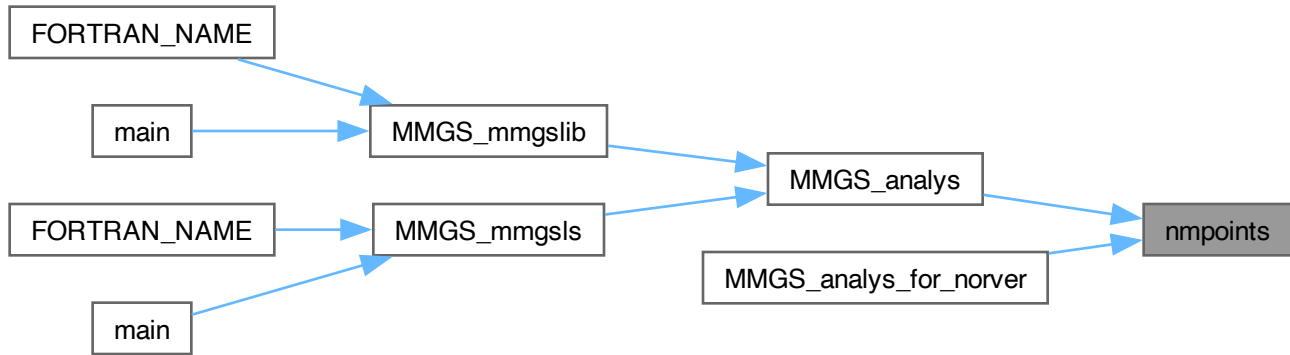 FORTRAN_NAME
main
MMGS_mmgslib
MMGS_analys
FORTRAN_NAME
MMGS_mmgsls
nmpoints
MMGS_analys_for_norver
main